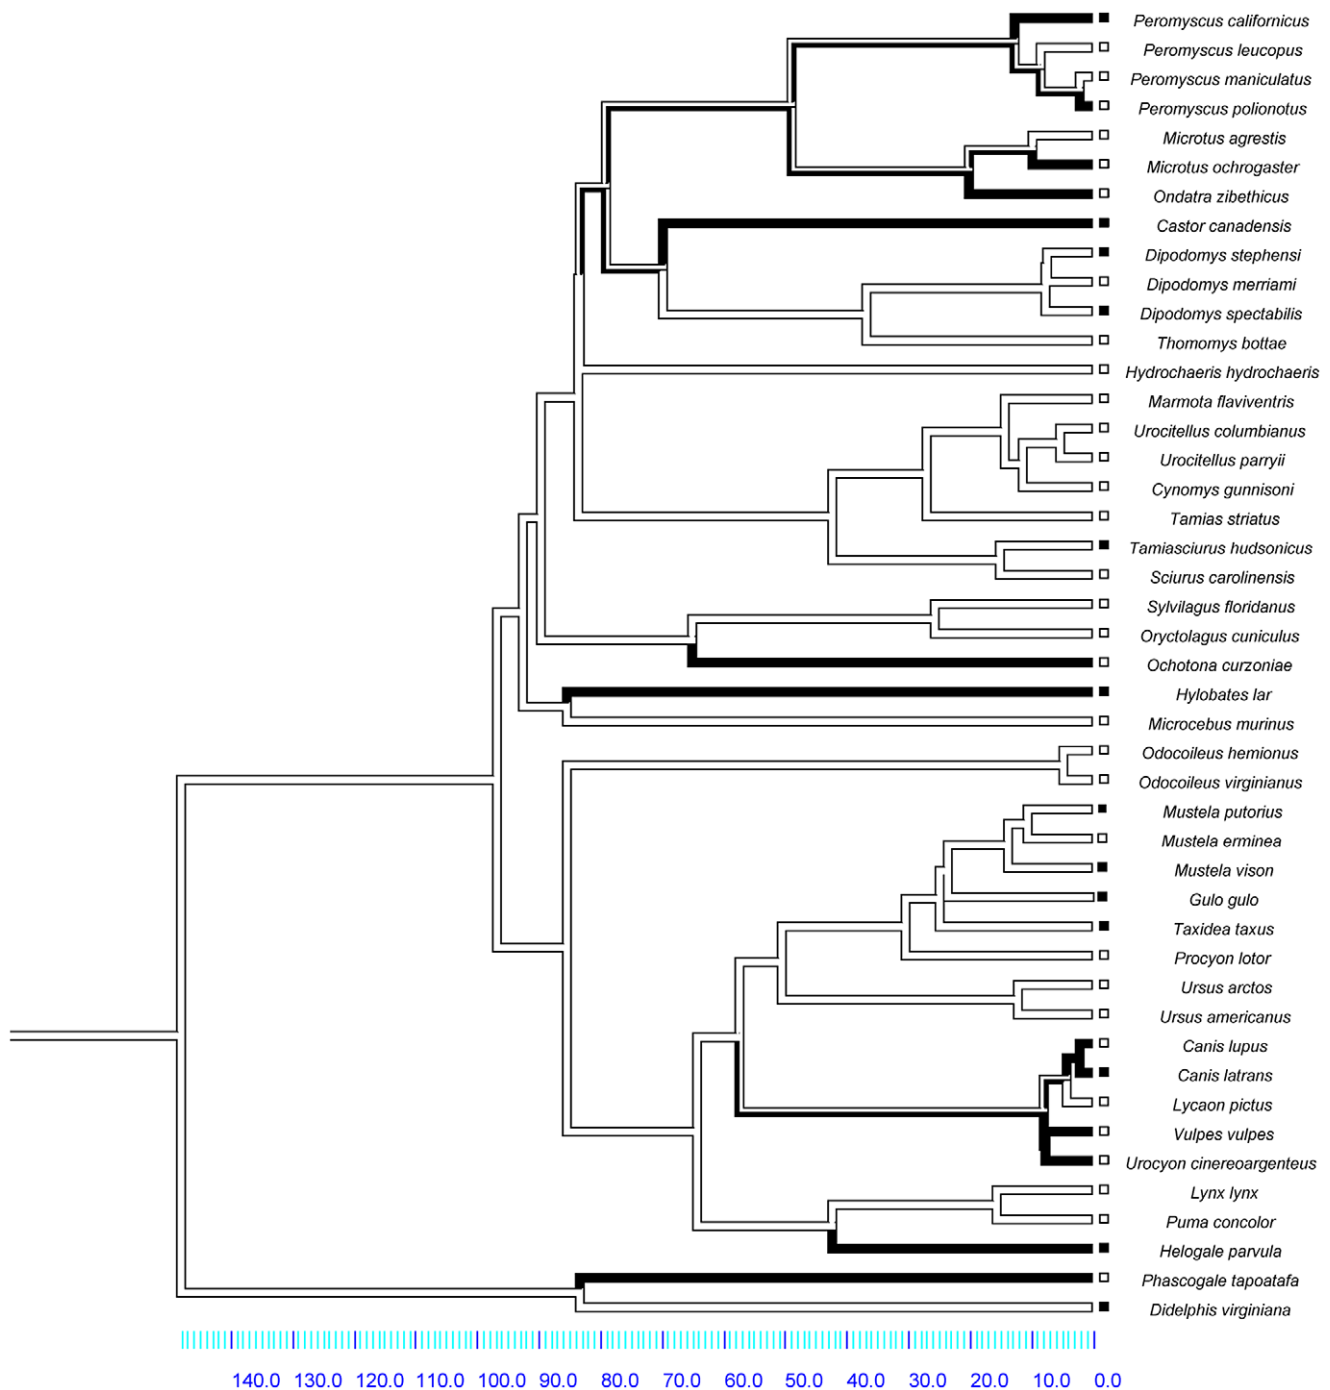 Peromyscus californicus
Peromyscus leucopus
Peromyscus maniculatus
Peromyscus polionotus
Microtus agrestis
Microtus ochrogaster
Ondatra zibethicus
Castor canadensis
Dipodomys stephensi
Dipodomys merriami
Dipodomys spectabilis
Thomomys bottae
Hydrochaeris hydrochaeris
Marmota flaviventris
Urocitellus columbianus
Urocitellus parryii
Cynomys gunnisoni
Tamias striatus
Tamiasciurus hudsonicus
Sciurus carolinensis
Sylvilagus floridanus
Oryctolagus cuniculus
Ochotona curzoniae
Hylobates lar
Microcebus murinus
Odocoileus hemionus
Odocoileus virginianus
Mustela putorius
Mustela erminea
Mustela vison
Gulo gulo
Taxidea taxus
Procyon lotor
Ursus arctos
Ursus americanus
Canis lupus
Canis latrans
Lycaon pictus
Vulpes vulpes
Urocyon cinereoargenteus
Lynx lynx
Puma concolor
Helogale parvula
Phascogale tapoatafa
Didelphis virginiana
140.0 130.0 120.0 110.0 100.0 90.0 80.0 70.0 60.0 50.0 40.0 30.0 20.0 10.0 0.0